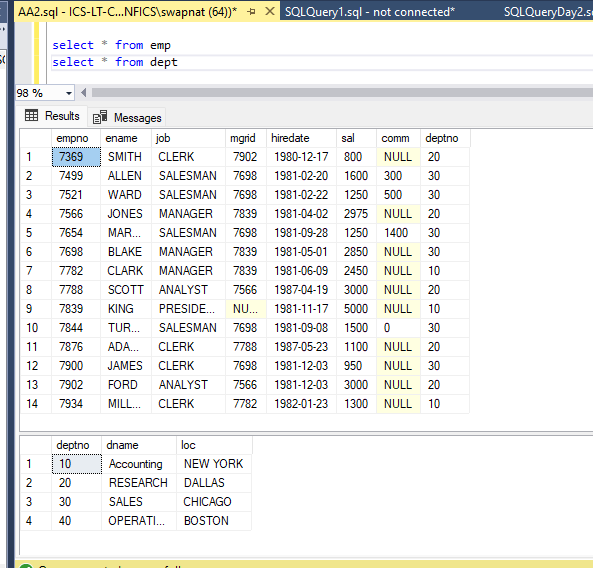 AA2.sql - ICS-LT-C...NFICS\swapnat (64))* SQLQuery1.sql - not connected* SQLQueryDay2.s
select * from emp
select * from dept
98 %
Results Messages
empno ename job mgrid hiredate sal comm deptno
1 7369 SMITH CLERK 7902 1980-12-17 800 NULL 20
2 7499 ALLEN SALESMAN 7698 1981-02-20 1600 300 30
3 7521 WARD SALESMAN 7698 1981-02-22 1250 500 30
4 7566 JONES MANAGER 7839 1981-04-02 2975 NULL 20
5 7654 MAR... SALESMAN 7698 1981-09-28 1250 1400 30
6 7698 BLAKE MANAGER 7839 1981-05-01 2850 NULL 30
7 7782 CLARK MANAGER 7839 1981-06-09 2450 NULL 10
8 7788 SCOTT ANALYST 7566 1987-04-19 3000 NULL 20
9 7839 KING PRESIDE... NU... 1981-11-17 5000 NULL 10
10 7844 TUR... SALESMAN 7698 1981-09-08 1500 0 30
11 7876 ADA... CLERK 7788 1987-05-23 1100 NULL 20
12 7900 JAMES CLERK 7698 1981-12-03 950 NULL 30
13 7902 FORD ANALYST 7566 1981-12-03 3000 NULL 20
14 7934 MILL... CLERK 7782 1982-01-23 1300 NULL 10
deptno dname loc
1 10 Accounting NEW YORK
2 20 RESEARCH DALLAS
3 30 SALES CHICAGO
4 40 OPERATI... BOSTON